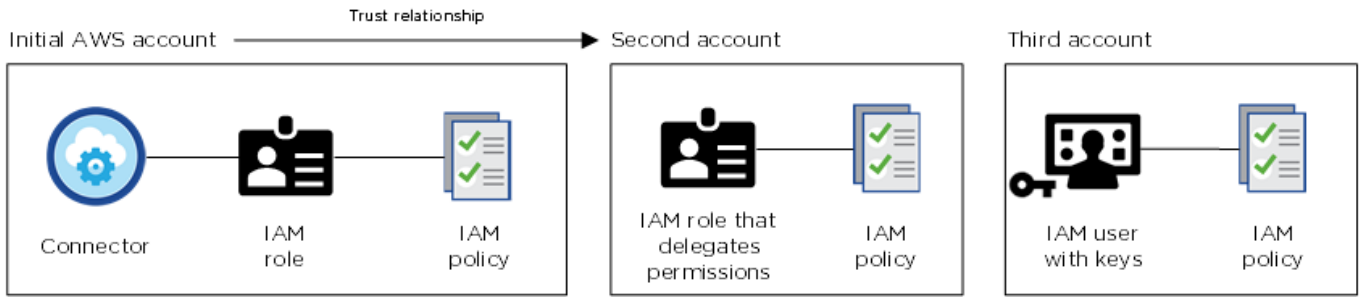 Trust relationship
Initial AWS account
Second account
Third account
Connector
IAM
role
IAM
policy
IAM role that
delegates
permissions
IAM
policy
IAM user
with keys
IAM
policy